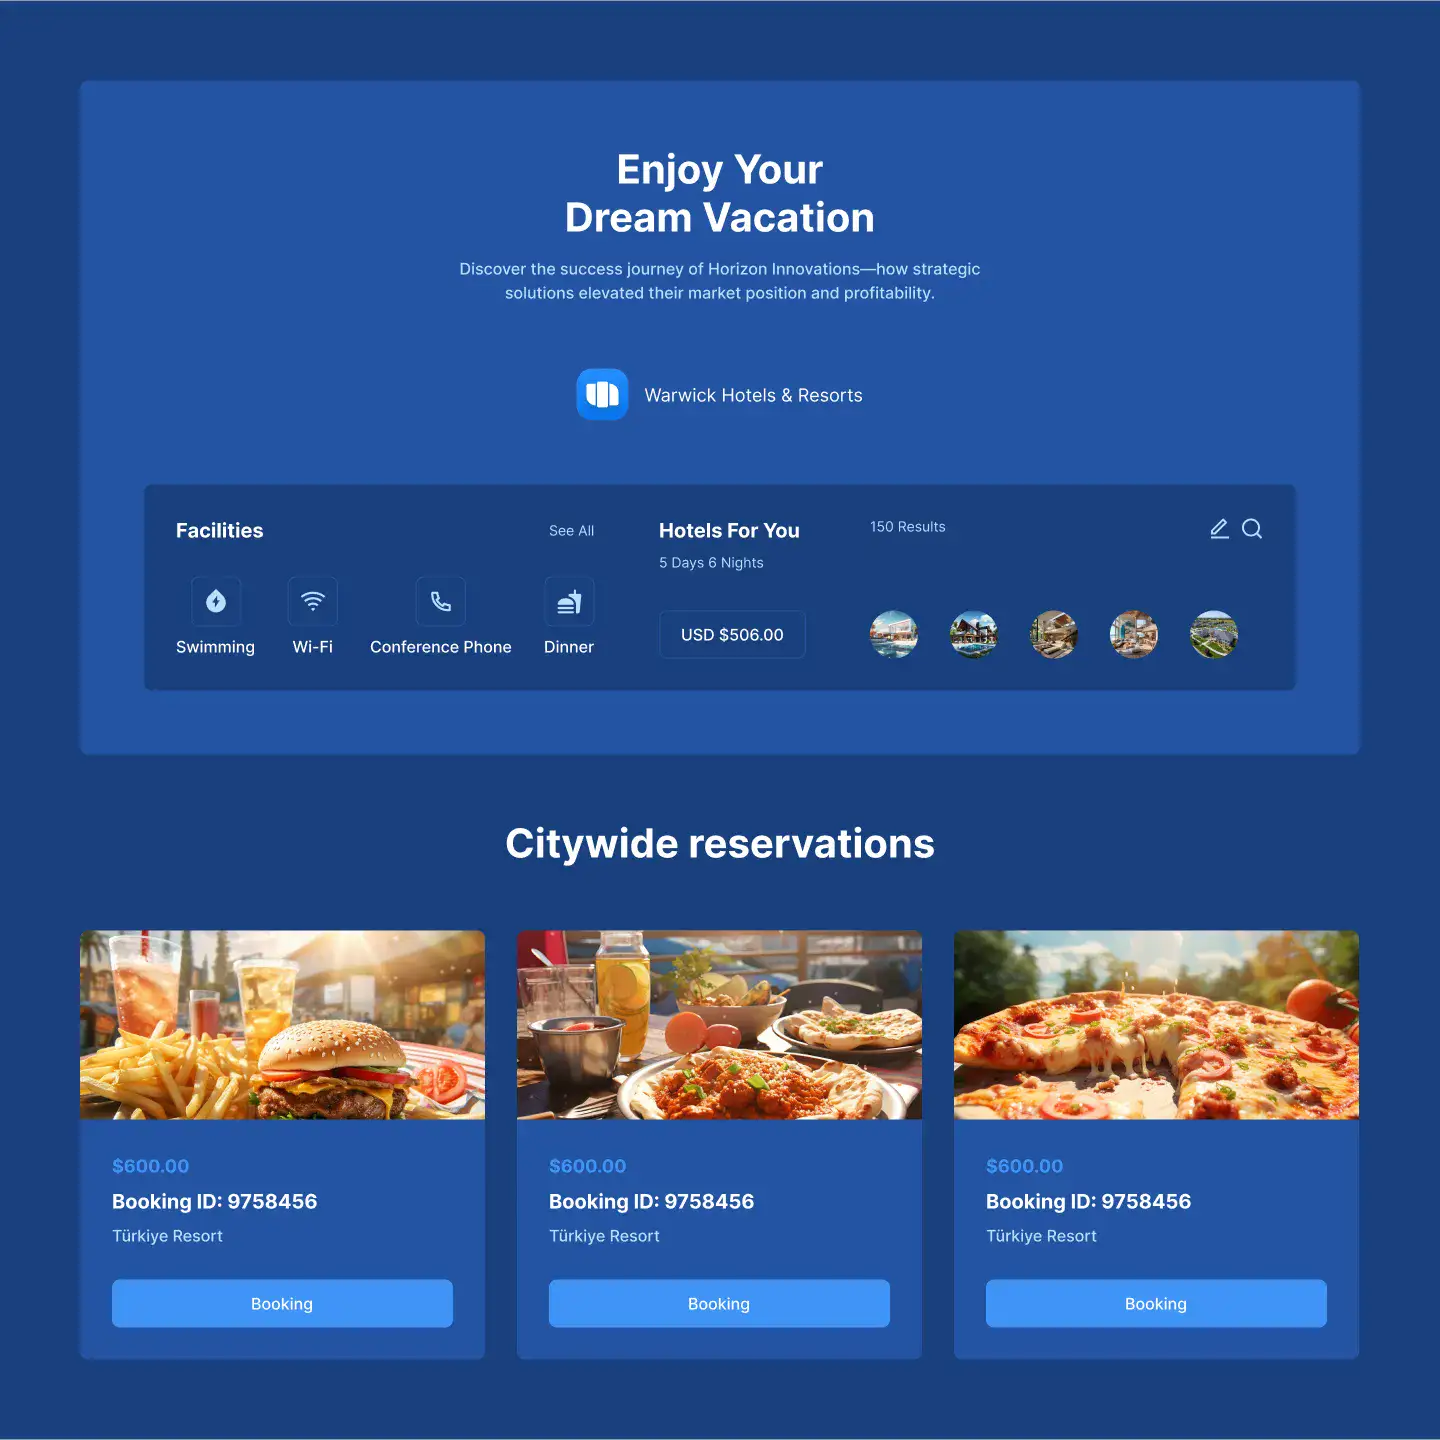 Enjoy Your
Dream Vacation
Discover the success journey of Horizon Innovations—how strategic
solutions elevated their market position and profitability.
Warwick Hotels & Resorts
Facilities
See All
Swimming
Wi-Fi
Conference Phone
Dinner
Hotels For You
5 Days 6 Nights
USD $506.00
150 Results
Citywide reservations
$600.00
Booking ID: 9758456
Türkiye Resort
Booking
$600.00
Booking ID: 9758456
Türkiye Resort
Booking
$600.00
Booking ID: 9758456
Türkiye Resort
Booking